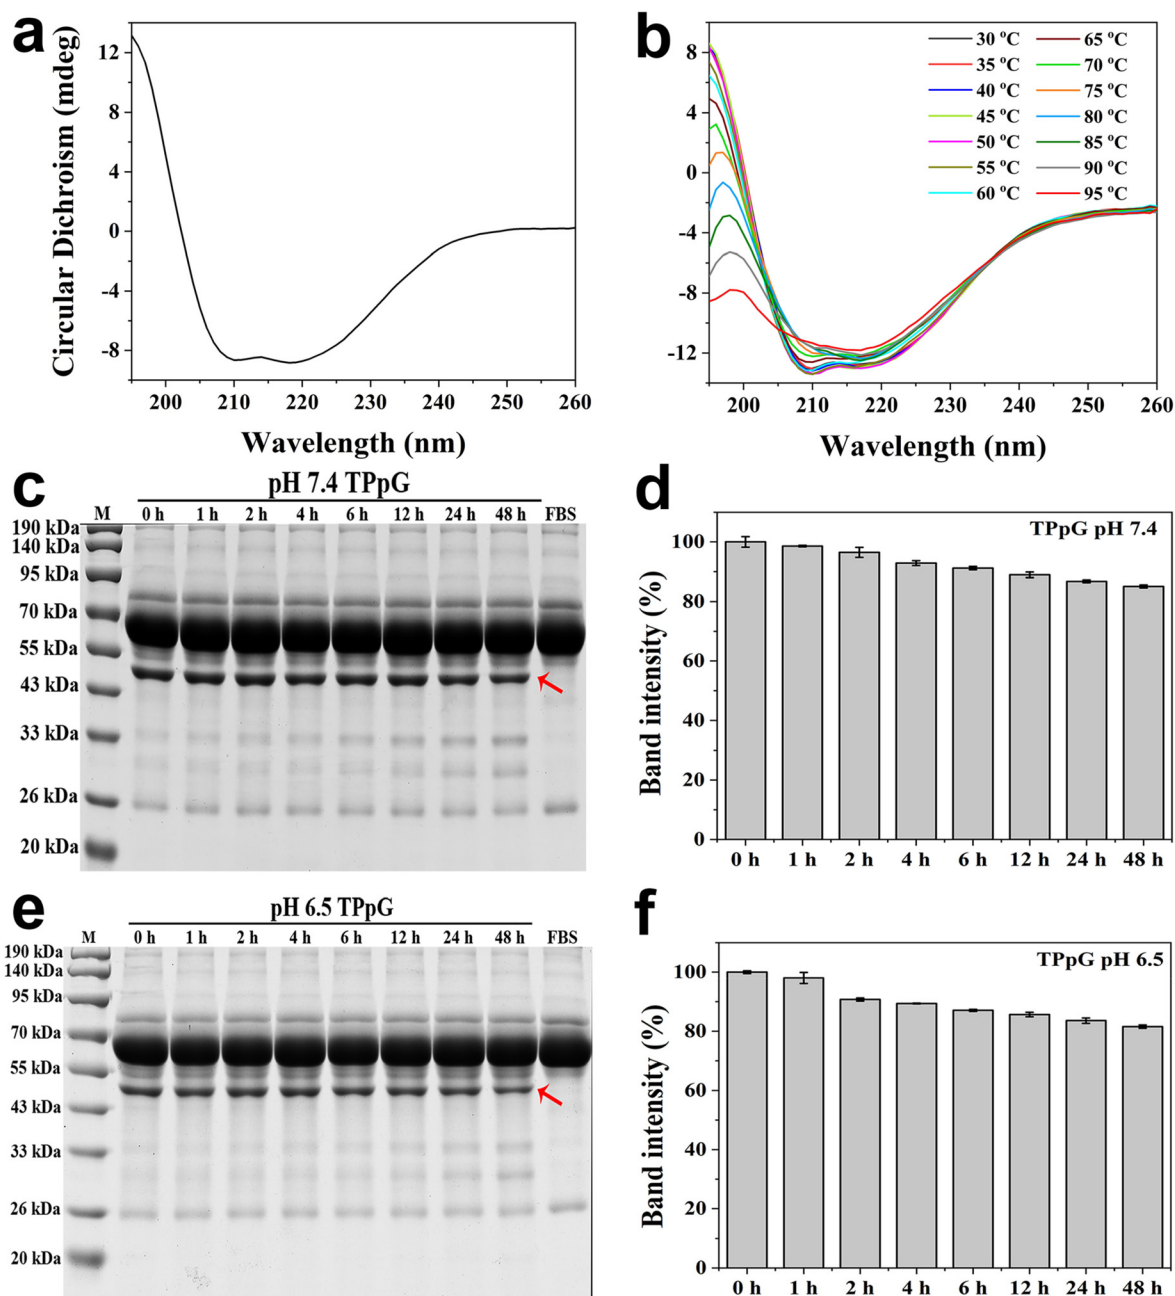 a
Circular Dichroism (mdeg)
12
8
4
0
-4
-8
200 210 220 230 240 250 260
Wavelength (nm)
b
8
4
0
-4
-8
-12
30 °C 65 °C
35 °C 70 °C
40 °C 75 °C
45 °C 80 °C
50 °C 85 °C
55 °C 90 °C
60 °C 95 °C
200 210 220 230 240 250 260
Wavelength (nm)
c
pH 7.4 TPpG
M 0 h 1 h 2 h 4 h 6 h 12 h 24 h 48 h FBS
190 kDa
140 kDa
95 kDa
70 kDa
55 kDa
43 kDa
33 kDa
26 kDa
20 kDa
d
TPpG pH 7.4
Band intensity (%)
100
80
60
40
20
0
0 h 1 h 2 h 4 h 6 h 12 h 24 h 48 h
e
pH 6.5 TPpG
M 0 h 1 h 2 h 4 h 6 h 12 h 24 h 48 h FBS
190 kDa
140 kDa
95 kDa
70 kDa
55 kDa
43 kDa
33 kDa
26 kDa
20 kDa
f
TPpG pH 6.5
Band intensity (%)
100
80
60
40
20
0
0 h 1 h 2 h 4 h 6 h 12 h 24 h 48 h